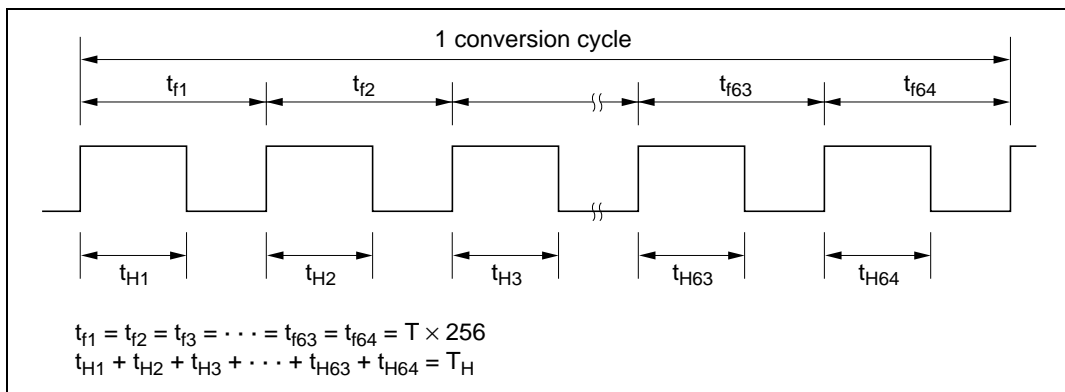 1 conversion cycle
tf1 tf2 tf63 tf64
tH1 tH2 tH3 tH63 tH64
tf1 = tf2 = tf3 = · · · = tf63 = tf64 = T × 256
tH1 + tH2 + tH3 + · · · + tH63 + tH64 = TH